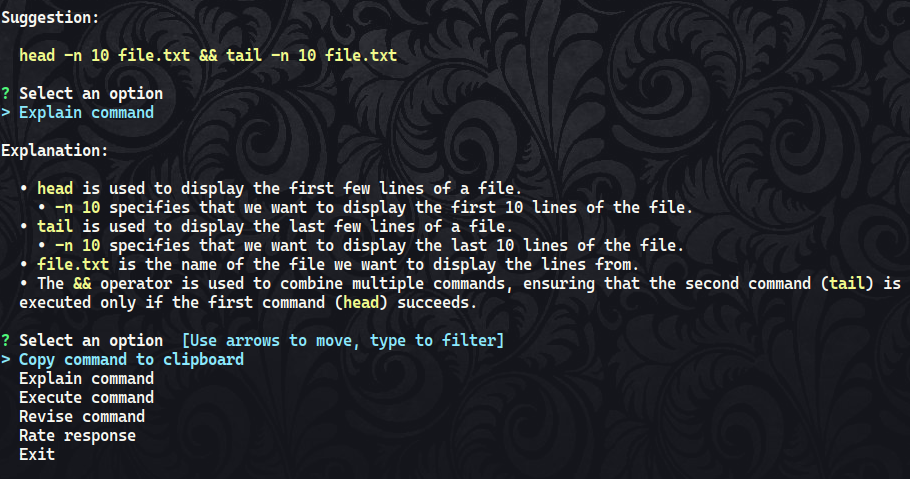 Suggestion:
head -n 10 file.txt && tail -n 10 file.txt
? Select an option
> Explain command
Explanation:
• head is used to display the first few lines of a file.
• -n 10 specifies that we want to display the first 10 lines of the file.
• tail is used to display the last few lines of a file.
• -n 10 specifies that we want to display the last 10 lines of the file.
• file.txt is the name of the file we want to display the lines from.
• The && operator is used to combine multiple commands, ensuring that the second command (tail) is
executed only if the first command (head) succeeds.
? Select an option  [Use arrows to move, type to filter]
> Copy command to clipboard
Explain command
Execute command
Revise command
Rate response
Exit